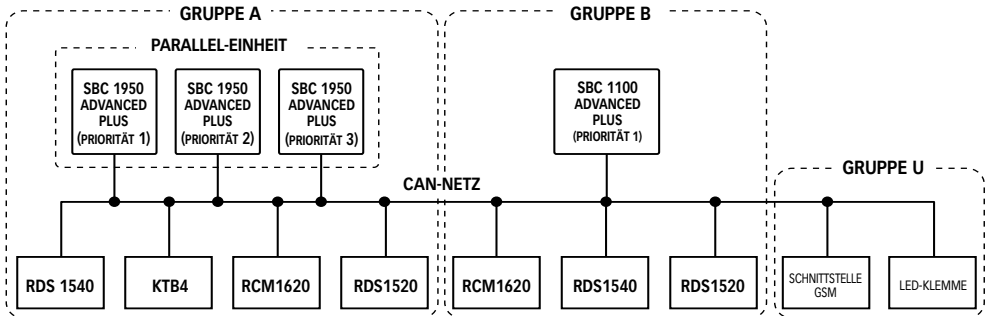 GRUPPE A
GRUPPE B
PARALLEL-EINHEIT
SBC 1950
ADVANCED
PLUS
(PRIORITÄT 1)
SBC 1950
ADVANCED
PLUS
(PRIORITÄT 2)
SBC 1950
ADVANCED
PLUS
(PRIORITÄT 3)
SBC 1100
ADVANCED
PLUS
(PRIORITÄT 1)
GRUPPE U
CAN-NETZ
RDS 1540
KTB4
RCM1620
RDS1520
RCM1620
RDS1540
RDS1520
SCHNITTSTELLE
GSM
LED-KLEMME